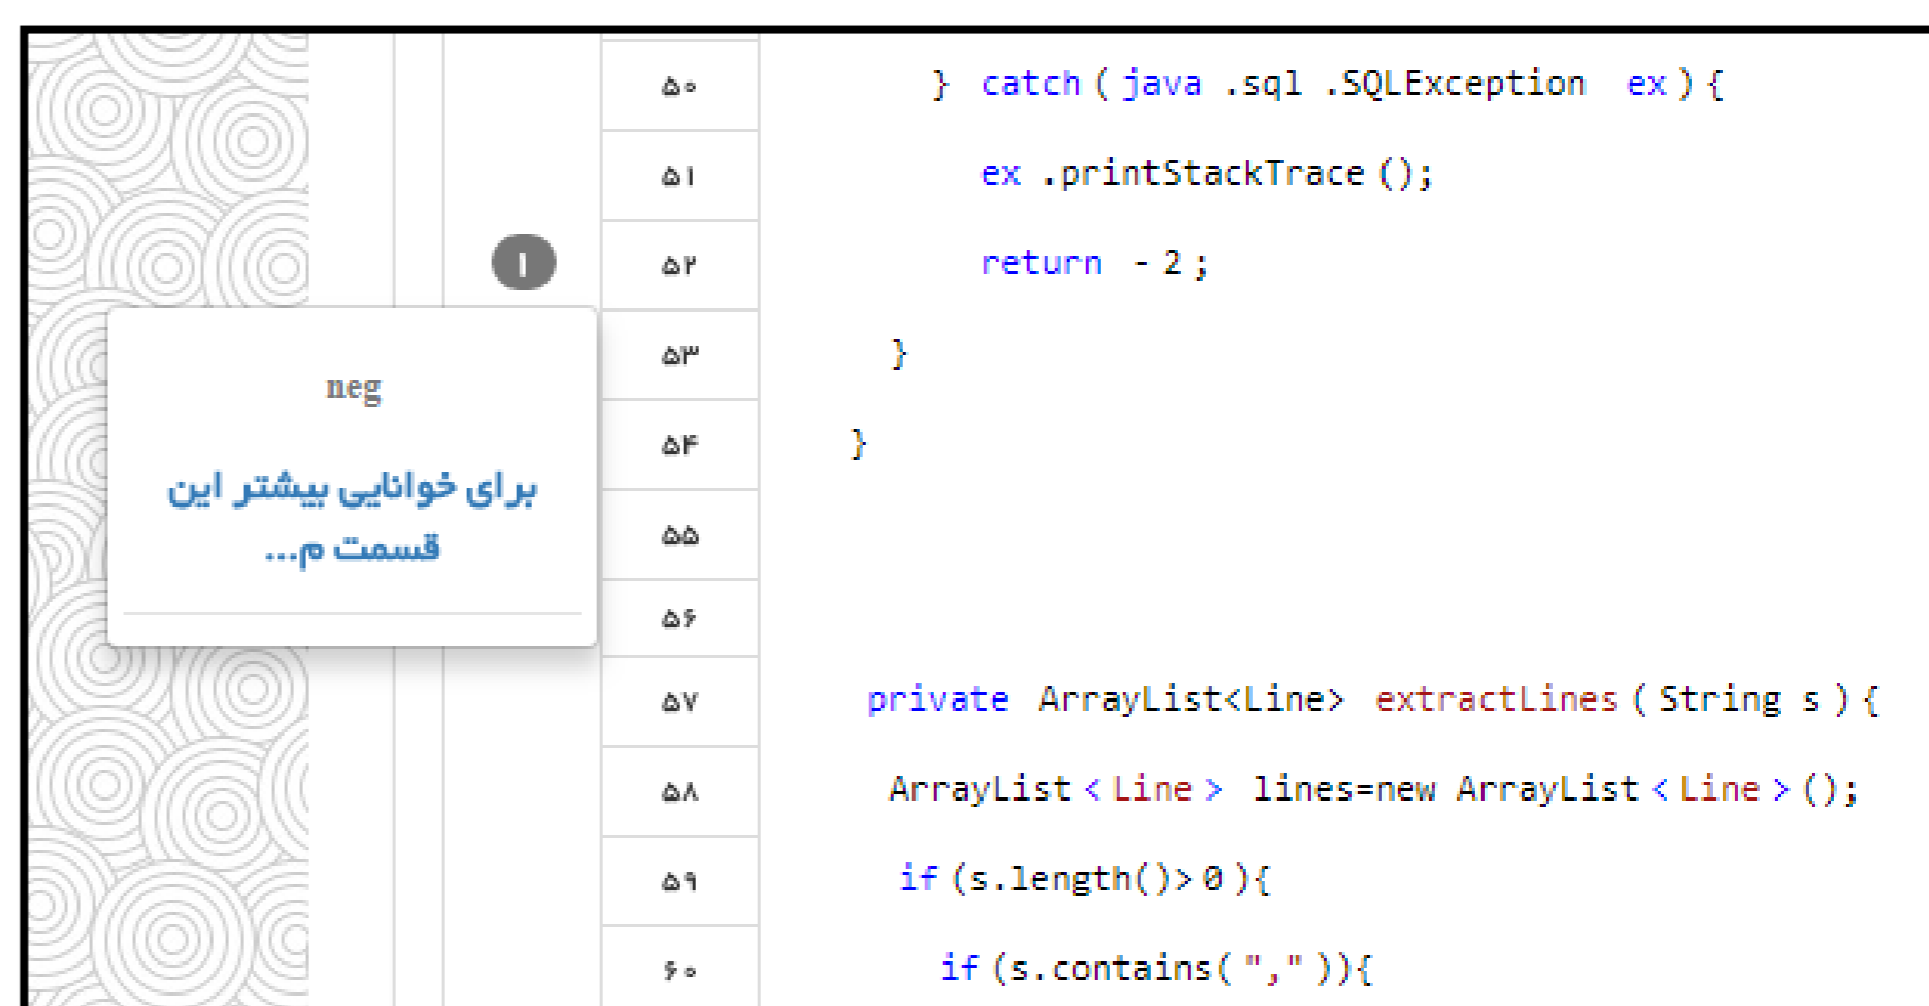 ۵۰ } catch(java .sql .SQLException ex){
۵۱ ex .printStackTrace();
۱ ۵۲ return -2;
۵۳ }
neg
۵۴ }
برای خوانایی بیشتر این
قسمت م...
۵۵
۵۶
۵۷ private ArrayList<Line> extractLines(String s){
۵۸ ArrayList<Line> lines=new ArrayList<Line>();
۵۹ if(s.length()>0){
۶۰ if(s.contains(",")){